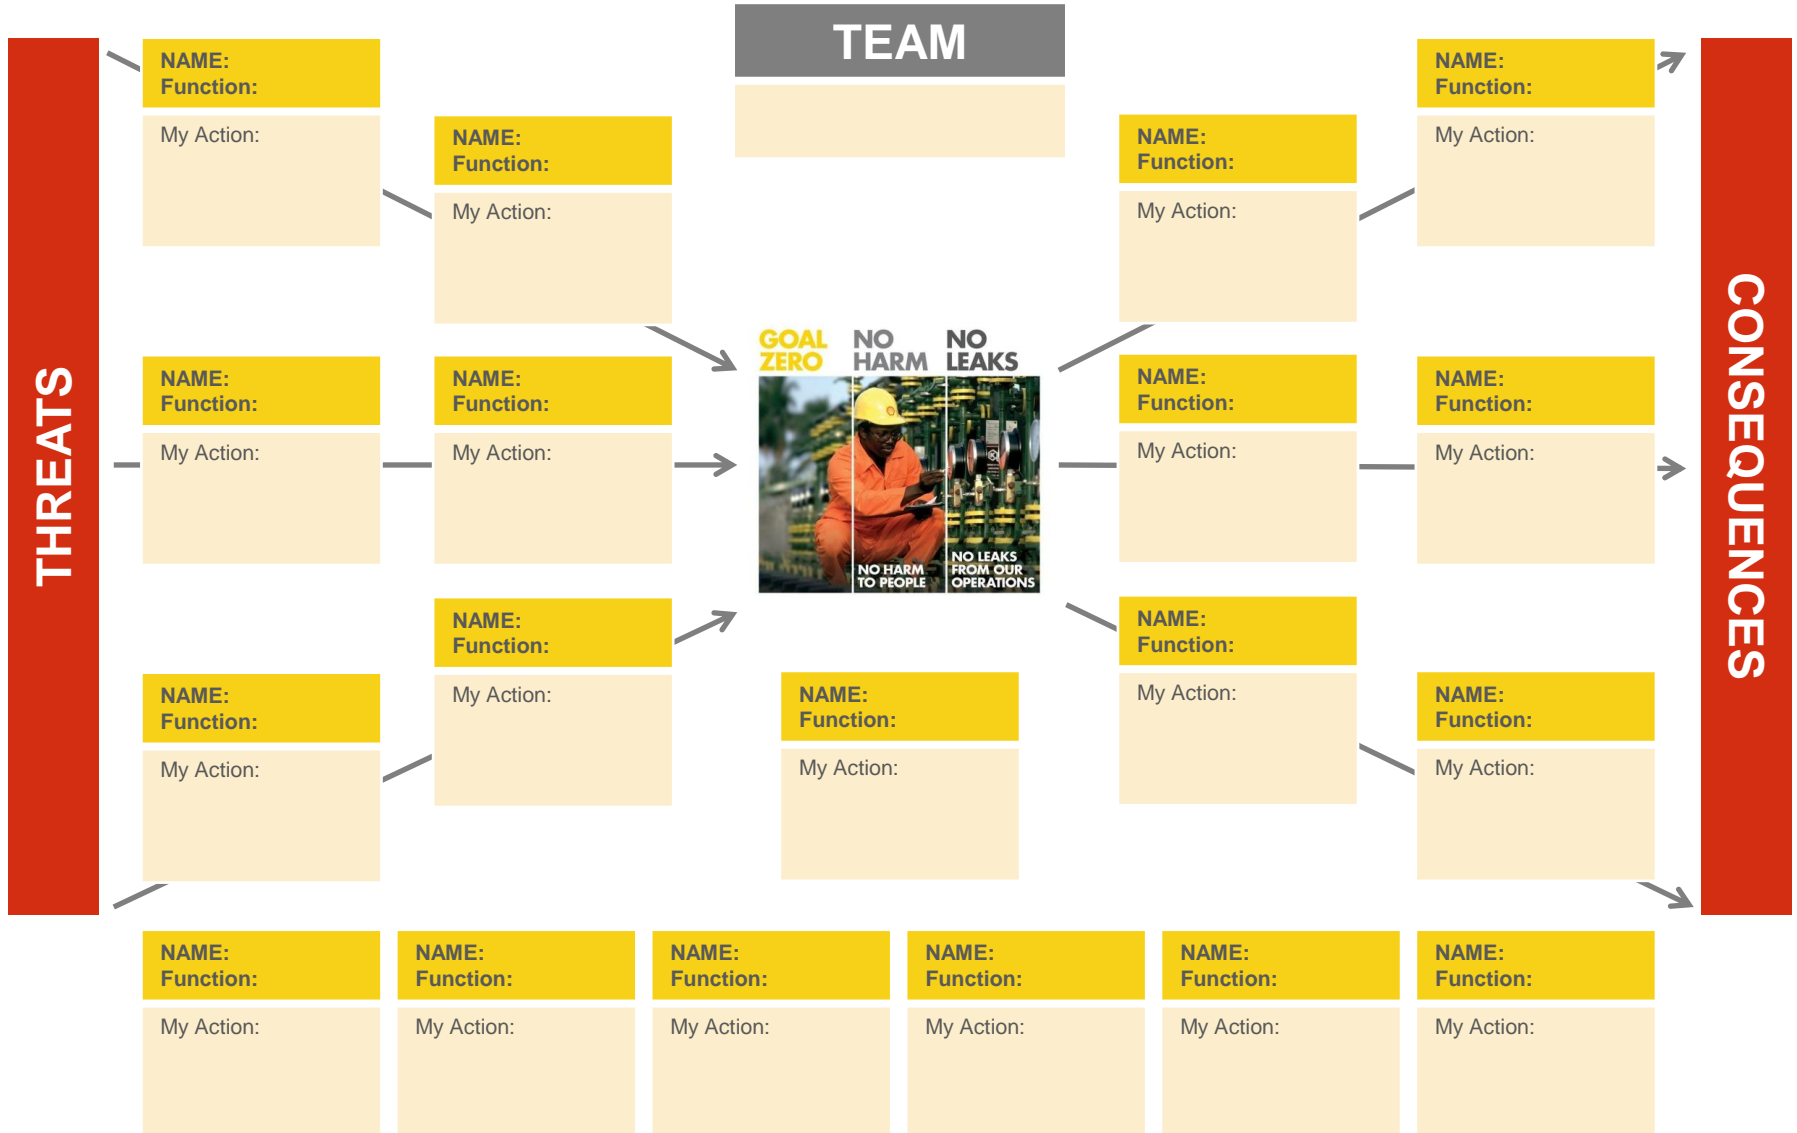 TEAM
THREATS
CONSEQUENCES
NAME:
Function:
My Action:
NAME:
Function:
My Action:
NAME:
Function:
My Action:
NAME:
Function:
My Action:
GOAL
ZERO
NO
HARM
NO
LEAKS
NO HARM
TO PEOPLE
NO LEAKS
FROM OUR
OPERATIONS
NAME:
Function:
My Action:
NAME:
Function:
My Action:
NAME:
Function:
My Action:
NAME:
Function:
My Action:
NAME:
Function:
My Action:
NAME:
Function:
My Action:
NAME:
Function:
My Action:
NAME:
Function:
My Action:
NAME:
Function:
My Action:
NAME:
Function:
My Action:
NAME:
Function:
My Action:
NAME:
Function:
My Action:
NAME:
Function:
My Action:
NAME:
Function:
My Action:
NAME:
Function:
My Action: